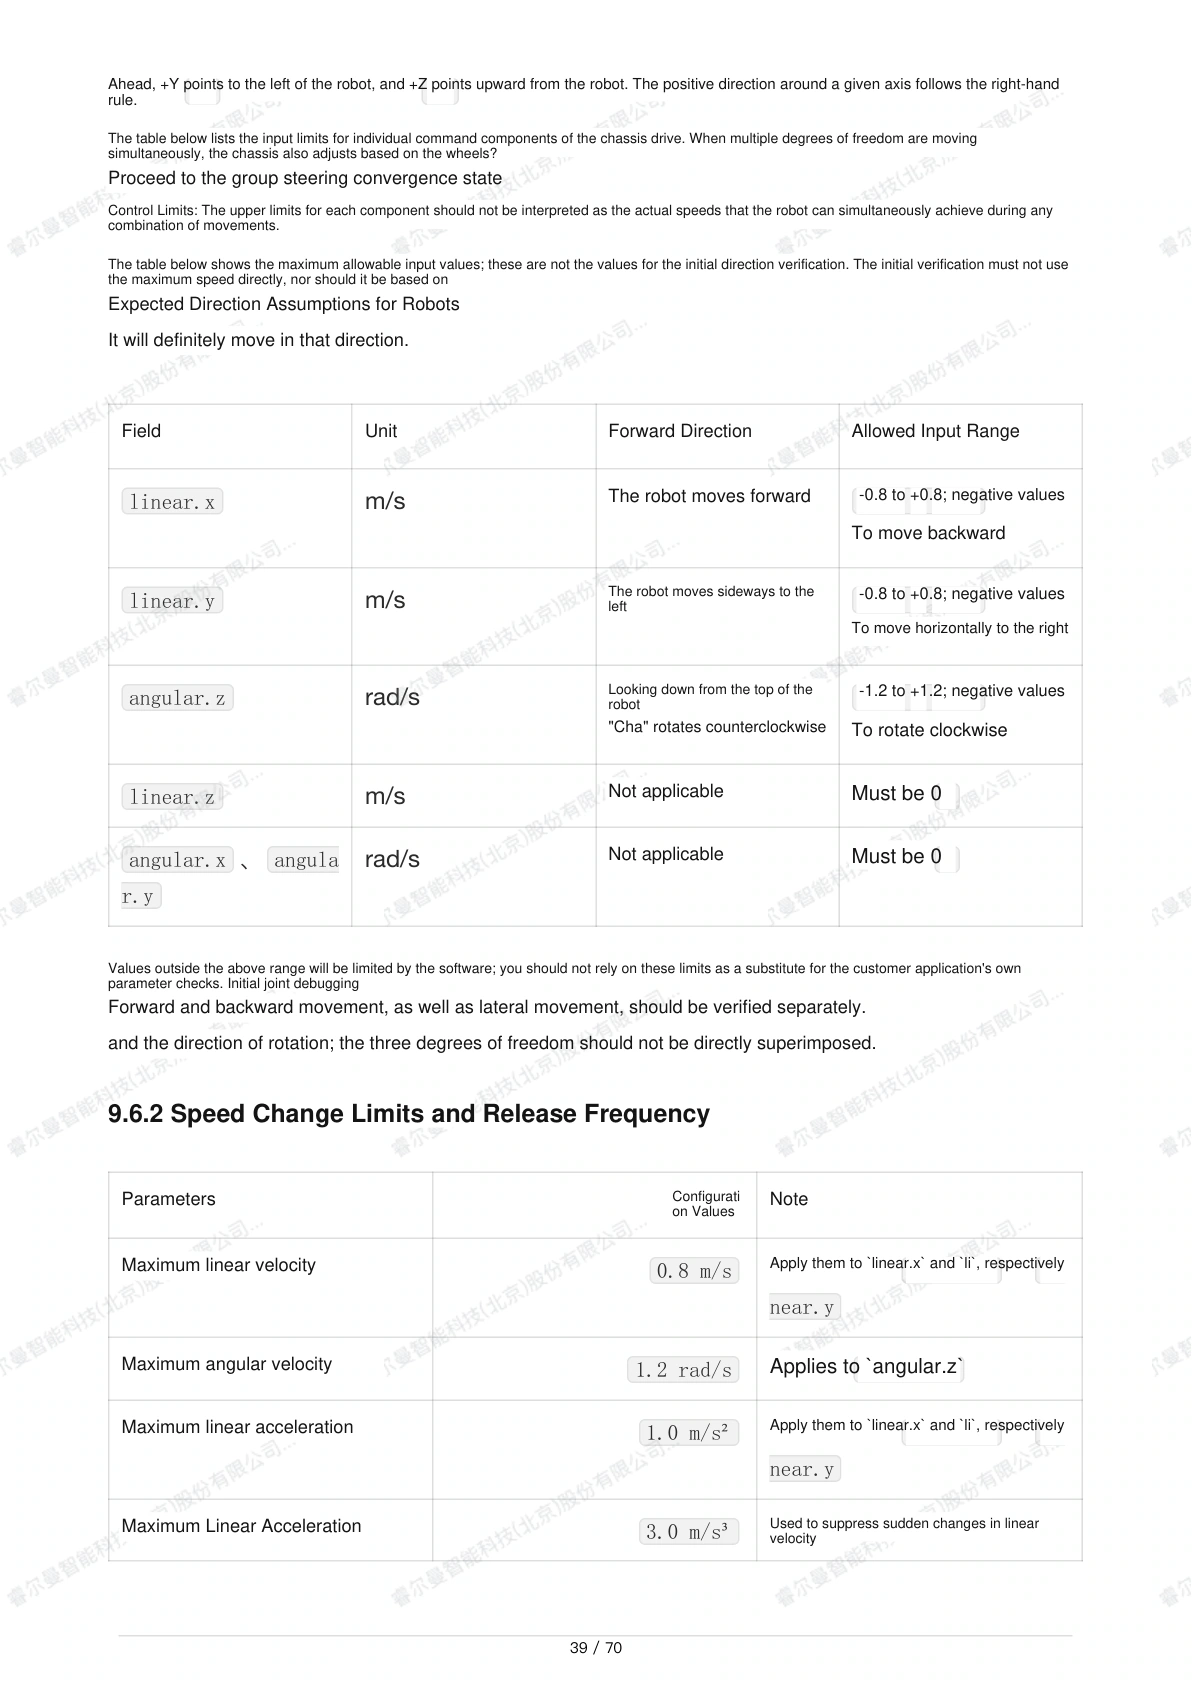 Ahead, +Y points to the left of the robot, and +Z points upward from the robot. The positive direction around a given axis follows the right-hand
rule.
The table below lists the input limits for individual command components of the chassis drive. When multiple degrees of freedom are moving
simultaneously, the chassis also adjusts based on the wheels?
Proceed to the group steering convergence state
Control Limits: The upper limits for each component should not be interpreted as the actual speeds that the robot can simultaneously achieve during any
combination of movements.
The table below shows the maximum allowable input values; these are not the values for the initial direction verification. The initial verification must not use
the maximum speed directly, nor should it be based on
Expected Direction Assumptions for Robots
It will definitely move in that direction.
Field Unit Forward Direction Allowed Input Range
linear.x m/s The robot moves forward -0.8 to +0.8; negative values
To move backward
linear.y m/s The robot moves sideways to the
left
-0.8 to +0.8; negative values
To move horizontally to the right
angular.z rad/s Looking down from the top of the
robot
"Cha" rotates counterclockwise
-1.2 to +1.2; negative values
To rotate clockwise
linear.z m/s Not applicable Must be 0
angular.x 、 angula
r.y
rad/s Not applicable Must be 0
Values outside the above range will be limited by the software; you should not rely on these limits as a substitute for the customer application's own
parameter checks. Initial joint debugging
Forward and backward movement, as well as lateral movement, should be verified separately.
and the direction of rotation; the three degrees of freedom should not be directly superimposed.
9.6.2 Speed Change Limits and Release Frequency
Parameters Configurati
on Values
Note
Maximum linear velocity 0.8 m/s Apply them to `linear.x` and `li`, respectively
near.y
Maximum angular velocity 1.2 rad/s Applies to `angular.z`
Maximum linear acceleration 1.0 m/s² Apply them to `linear.x` and `li`, respectively
near.y
Maximum Linear Acceleration 3.0 m/s³ Used to suppress sudden changes in linear
velocity
39 / 70
睿尔曼智能科技(北京)股份有限公司...